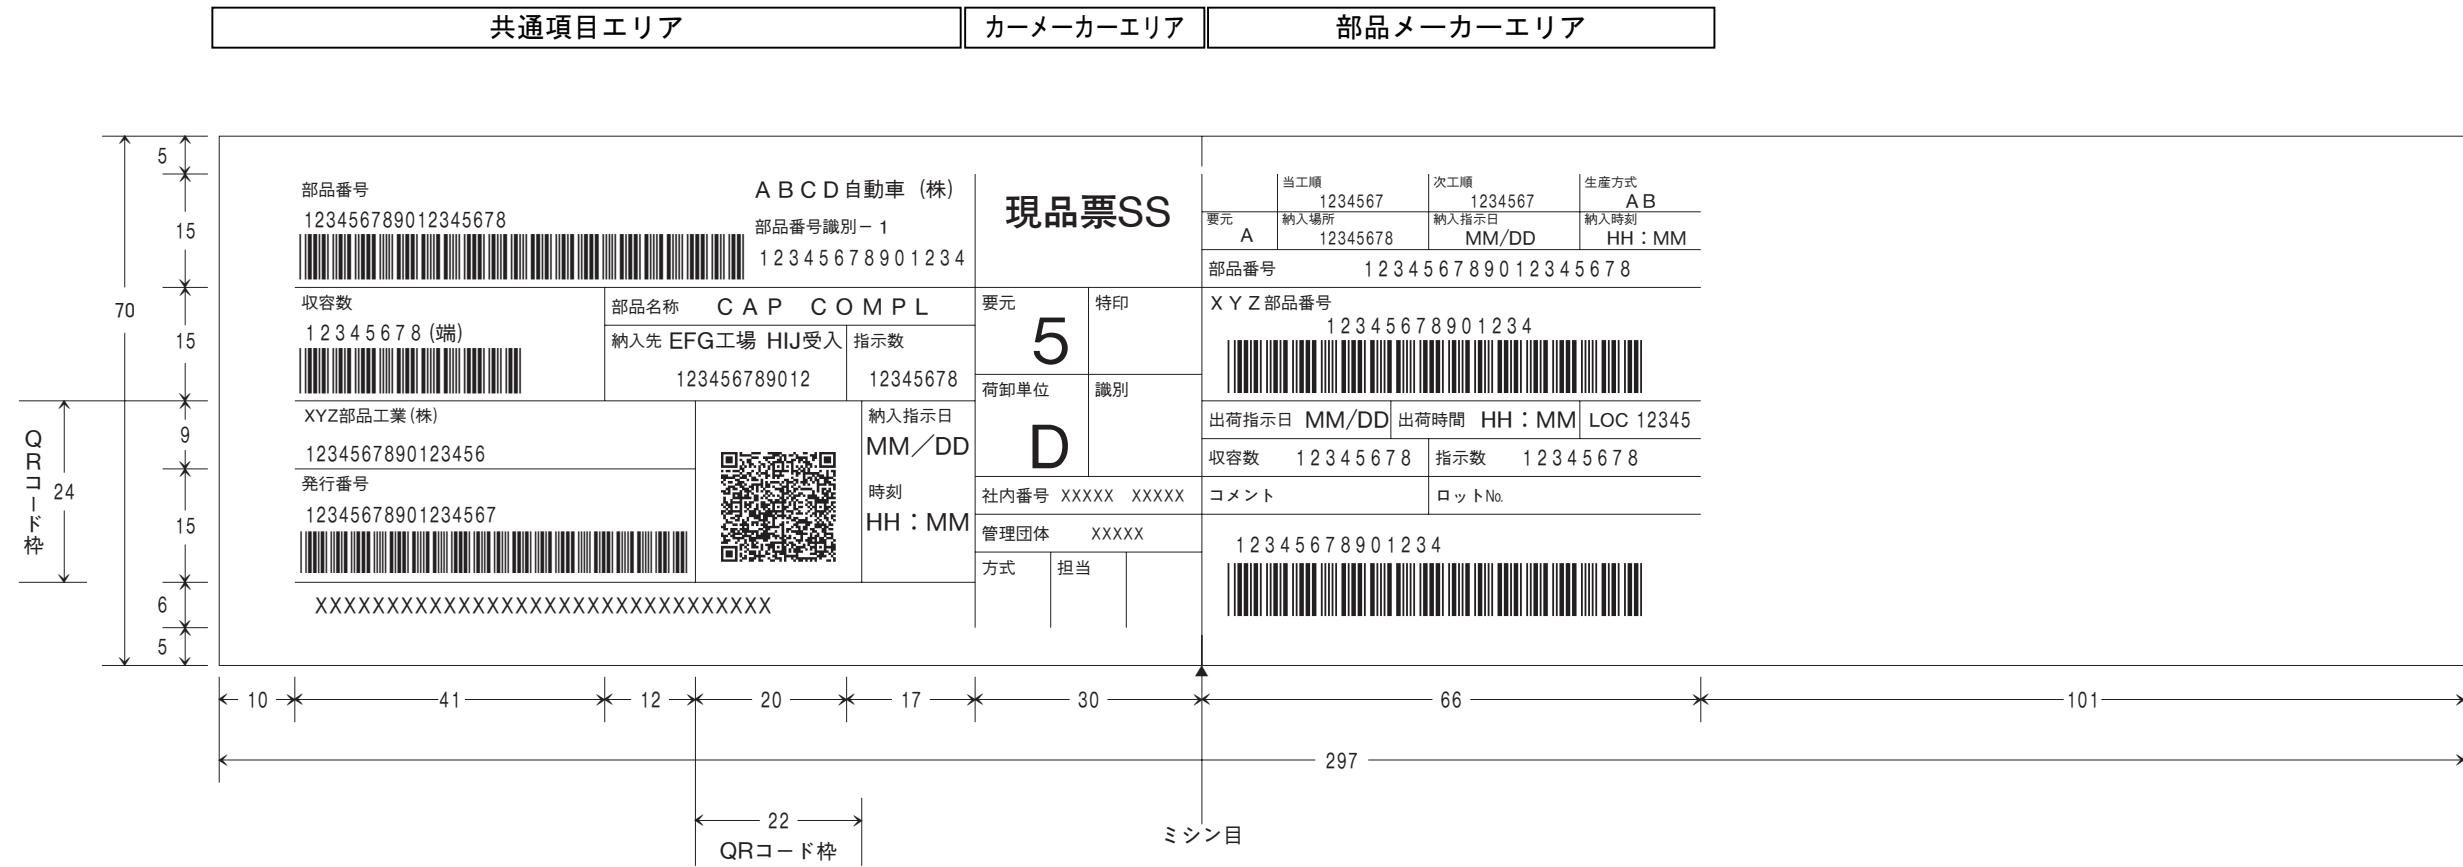 共通項目エリア
カーメーカーエリア
部品メーカーエリア
部品番号
123456789012345678
ABCD自動車 (株)
部品番号識別－1
12345678901234
現品票SS
当工順
1234567
次工順
1234567
生産方式
AB
要元
A
納入場所
12345678
納入指示日
MM/DD
納入時刻
HH：MM
部品番号 123456789012345678
収容数
12345678(端)
部品名称 CAP COMPL
納入先 EFG工場 HIJ受入
123456789012
指示数
12345678
要元
5
特印
XYZ部品番号
12345678901234
荷卸単位
D
識別
XYZ部品工業(株)
1234567890123456
発行番号
12345678901234567
納入指示日
MM／DD
時刻
HH：MM
出荷指示日 MM/DD
出荷時間 HH：MM
LOC 12345
収容数 12345678
指示数 12345678
社内番号 XXXXX XXXXX
コメント
ロット№
管理団体 XXXXX
方式
担当
12345678901234
XXXXXXXXXXXXXXXXXXXXXXXXXXXXXXXX
5
15
15
9
15
6
5
70
24
QRコード枠
10
41
12
20
17
30
66
101
297
22
QRコード枠
ミシン目